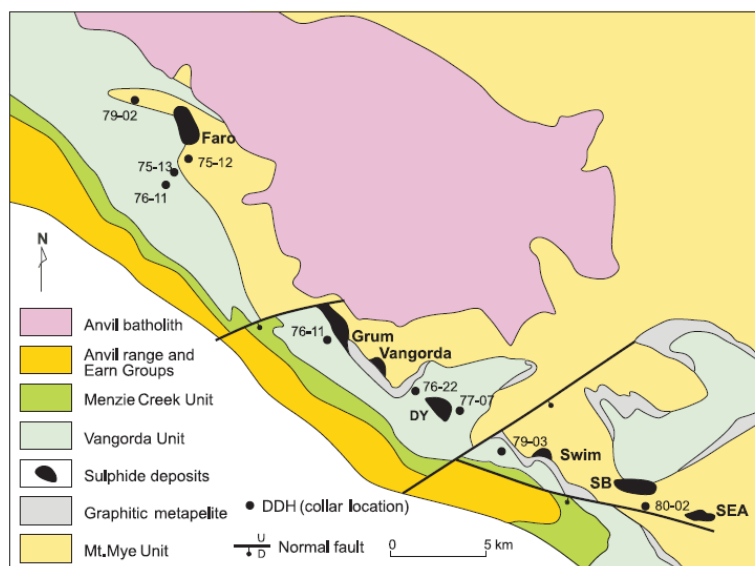 79-02
Faro
75-13
75-12
76-11
N
Anvil batholith
Anvil range and
Earn Groups
Menzie Creek Unit
Vangorda Unit
Sulphide deposits
Graphitic metapelite
Mt.Mye Unit
76-11
Grum
Vangorda
76-22
77-07
DY
79-03
Swim
SB
80-02
SEA
DDH (collar location)
U
D
Normal fault
0
5 km